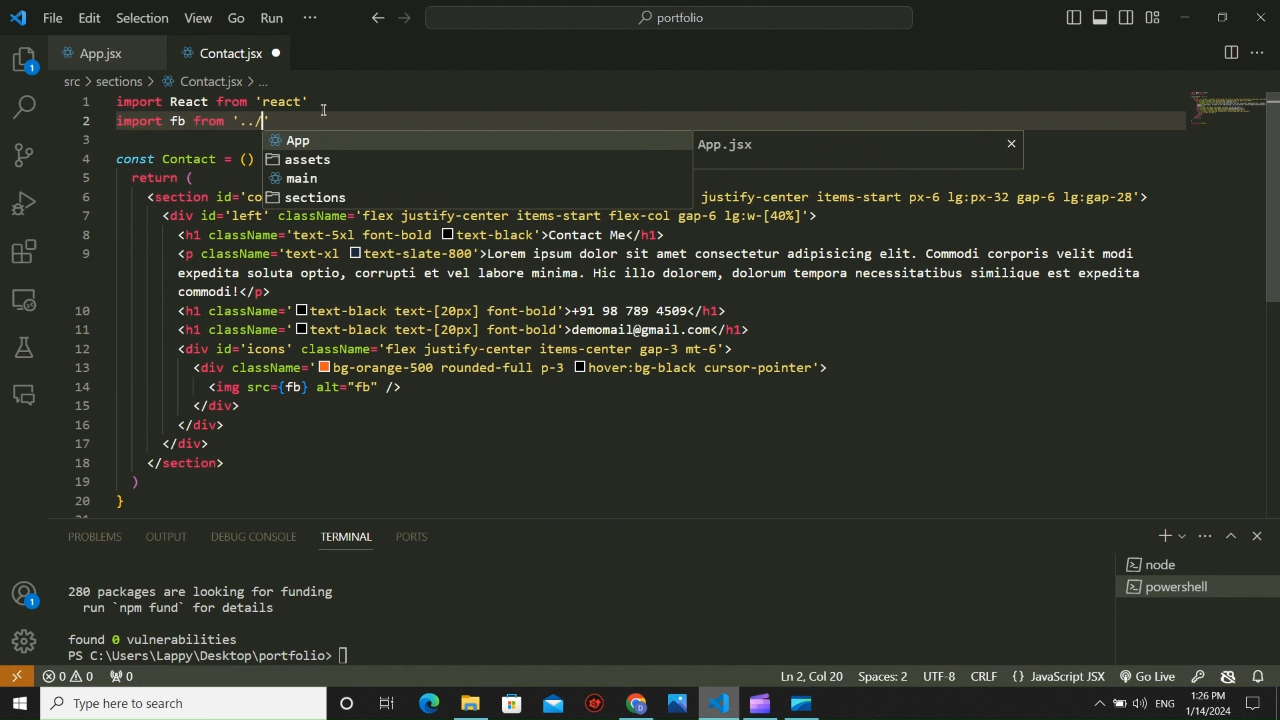 File Edit Selection View Go Run ···
portfolio
App.jsx
Contact.jsx
src > sections > Contact.jsx > ...
1 import React from 'react'
2 import fb from '../'
3
App
assets
main
sections
App.jsx
4 const Contact = ()
5 return (
6 <section id='co justify-center items-start px-6 lg:px-32 gap-6 lg:gap-28'>
7 <div id='left' className='flex justify-center items-start flex-col gap-6 lg:w-[40%]'>
8 <h1 className='text-5xl font-bold text-black'>Contact Me</h1>
9 <p className='text-xl text-slate-800'>Lorem ipsum dolor sit amet consectetur adipisicing elit. Commodi corporis velit modi
expedita soluta optio, corrupti et vel labore minima. Hic illo dolorem, dolorum tempora necessitatibus similique est expedita
commodi!</p>
10 <h1 className='text-black text-[20px] font-bold'>+91 98 789 4509</h1>
11 <h1 className='text-black text-[20px] font-bold'>demomail@gmail.com</h1>
12 <div id='icons' className='flex justify-center items-center gap-3 mt-6'>
13 <div className='bg-orange-500 rounded-full p-3 hover:bg-black cursor-pointer'>
14 <img src={fb} alt="fb" />
15 </div>
16 </div>
17 </div>
18 </section>
19 )
20 }
PROBLEMS OUTPUT DEBUG CONSOLE TERMINAL PORTS
node
powershell
280 packages are looking for funding
run `npm fund` for details
found 0 vulnerabilities
PS C:\Users\Lappy\Desktop\portfolio>
1
1
0 0 0
Ln 2, Col 20 Spaces: 2 UTF-8 CRLF {} JavaScript JSX Go Live
Type here to search
ENG
1:26 PM
1/14/2024